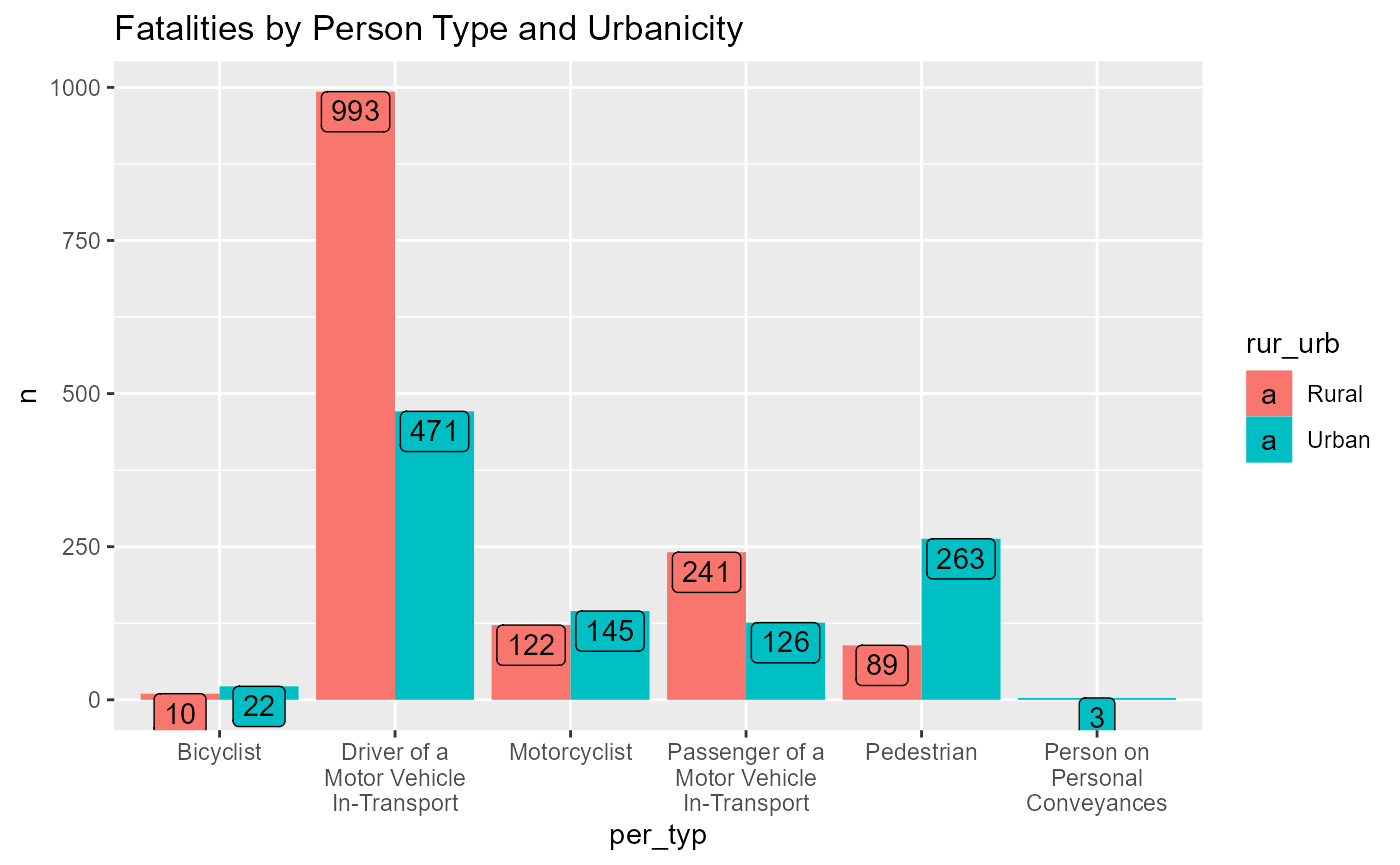 Fatalities by Person Type and Urbanicity
1000
750
500
250
0
n
993
471
122
145
241
126
89
263
10
22
3
Bicyclist
Driver of a
Motor Vehicle
In-Transport
Motorcyclist
Passenger of a
Motor Vehicle
In-Transport
Pedestrian
Person on
Personal
Conveyances
per_typ
rur_urb
a Rural
a Urban